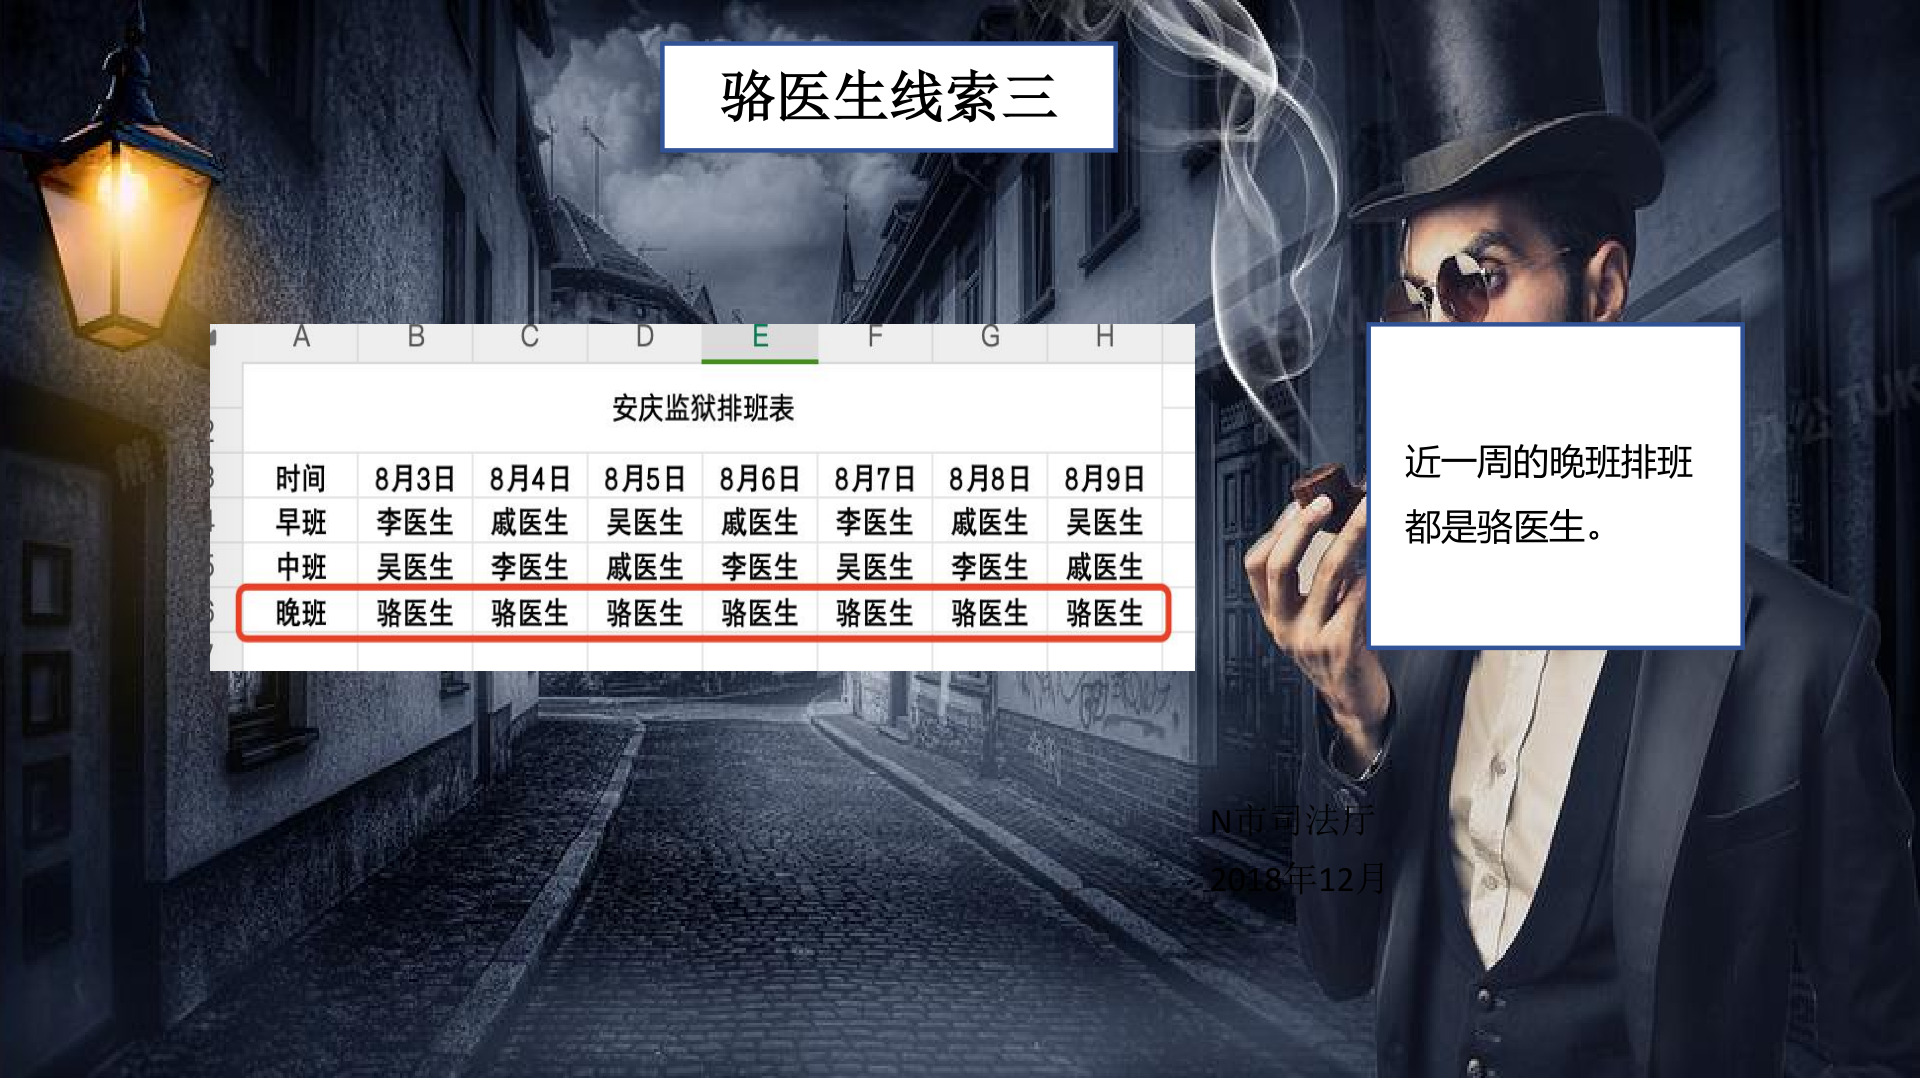 骆医生线索三
A B C D E F G H
安庆监狱排班表
时间 8月3日 8月4日 8月5日 8月6日 8月7日 8月8日 8月9日
早班 李医生 戚医生 吴医生 戚医生 李医生 戚医生 吴医生
中班 吴医生 李医生 戚医生 李医生 吴医生 李医生 戚医生
晚班 骆医生 骆医生 骆医生 骆医生 骆医生 骆医生 骆医生
近一周的晚班排班
都是骆医生。
N市司法厅
2018年12月